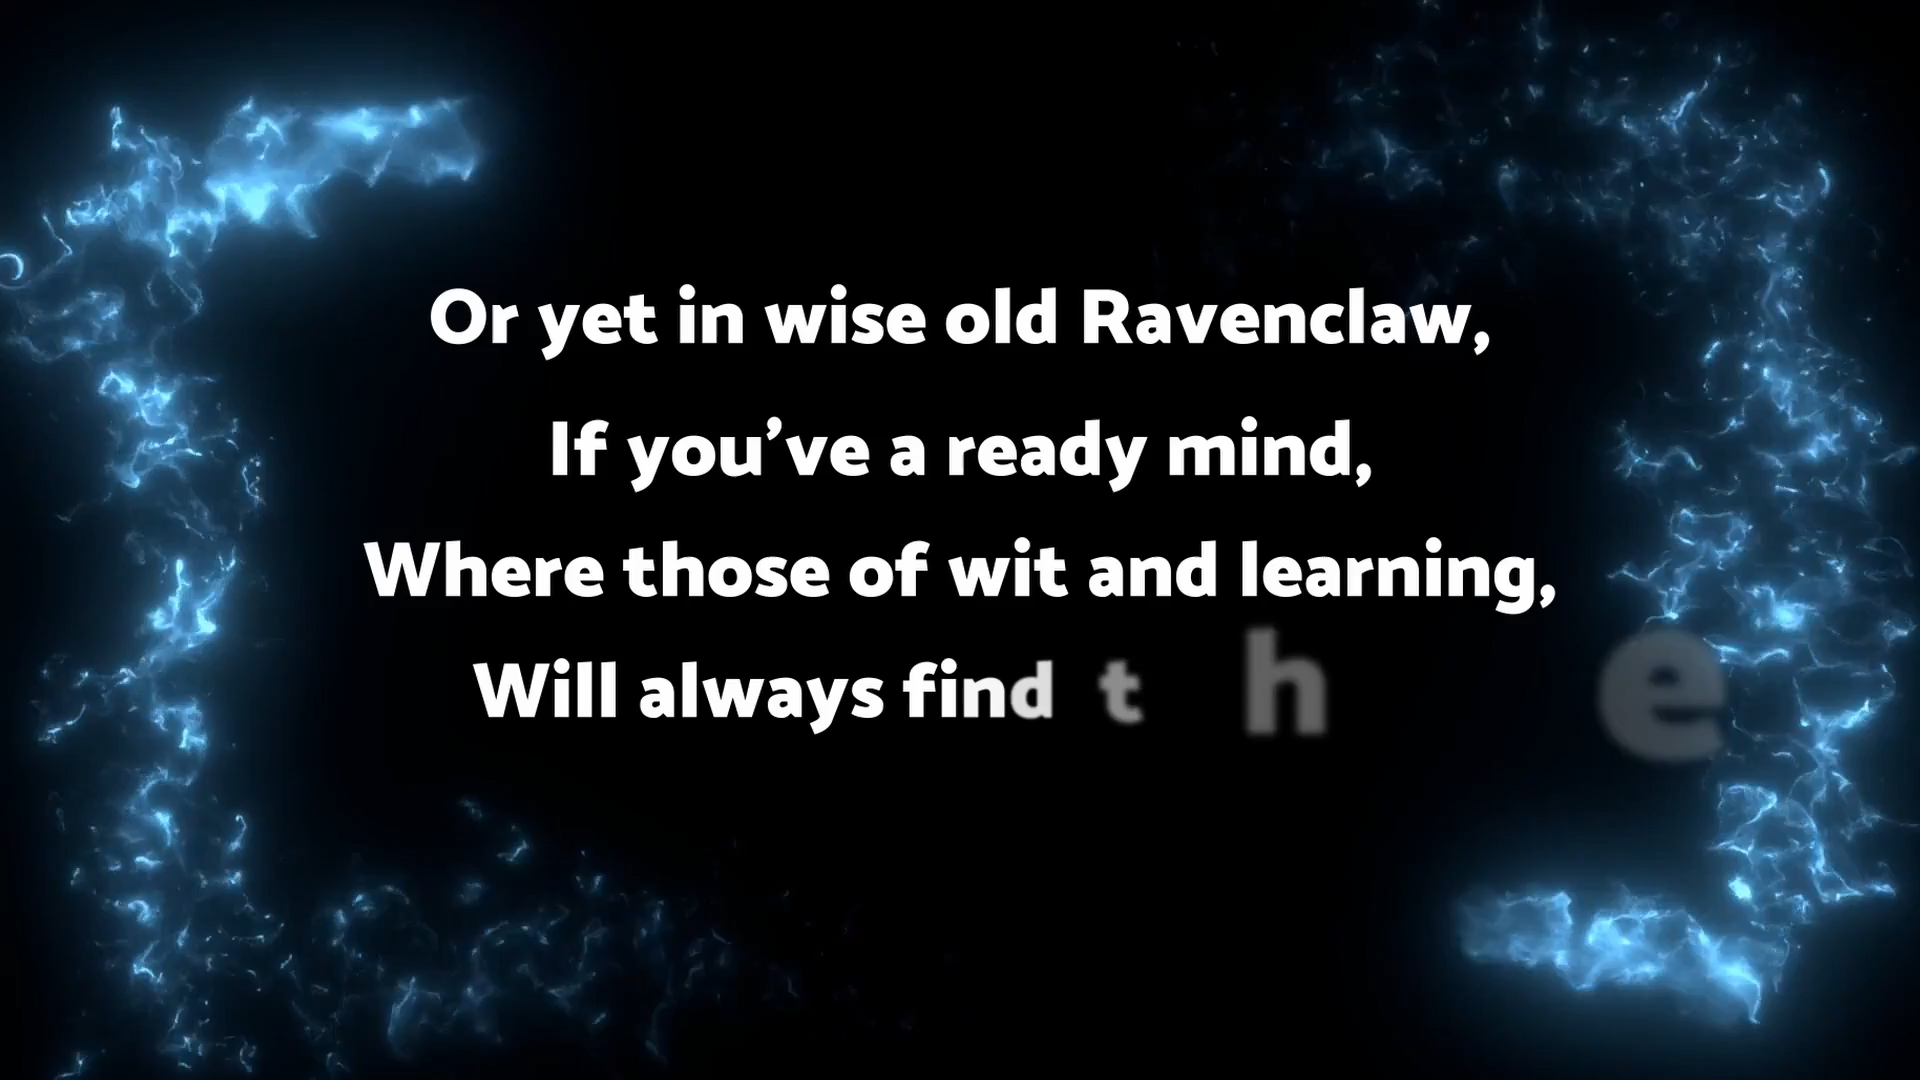 Or yet in wise old Ravenclaw,
If you’ve a ready mind,
Where those of wit and learning,
Will always find the